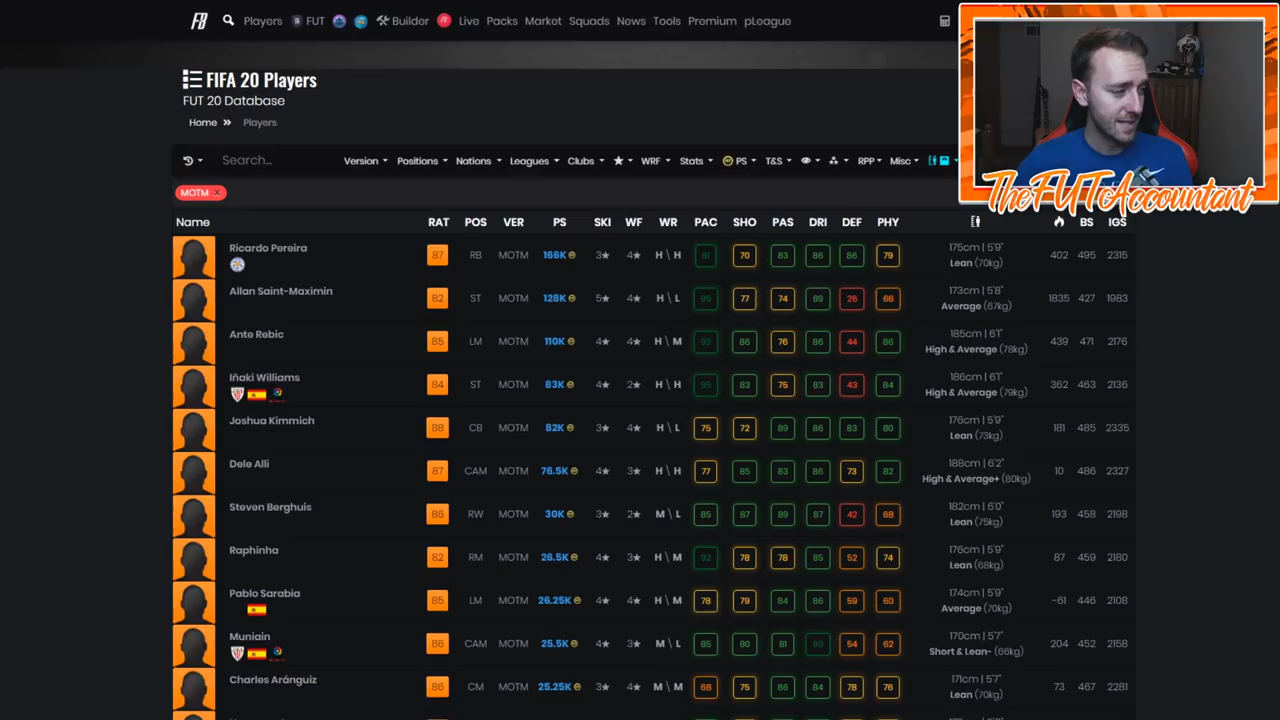 FB Players FUT Builder Live Packs Market Squads News Tools Premium pLeague
FIFA 20 Players
FUT 20 Database
Home » Players
Search... Version Positions Nations Leagues Clubs WRF Stats PS T&S RPP Misc
MOTM ×
Name RAT POS VER PS SKI WF WR PAC SHO PAS DRI DEF PHY BS IGS
Ricardo Pereira 87 RB MOTM 166K 3★ 4★ H \ H 91 70 83 86 86 79 175cm | 5'9" 402 495 2315
Lean (70kg)
Allan Saint-Maximin 82 ST MOTM 128K 5★ 4★ H \ L 95 77 74 89 26 66 173cm | 5'8" 1835 427 1983
Average (67kg)
Ante Rebic 85 LM MOTM 110K 4★ 4★ H \ M 93 86 76 86 44 86 185cm | 6'1" 439 471 2176
High & Average (78kg)
Iñaki Williams 84 ST MOTM 83K 4★ 2★ H \ H 95 83 75 83 43 84 186cm | 6'1" 362 463 2136
High & Average (79kg)
Joshua Kimmich 88 CB MOTM 82K 3★ 4★ H \ L 75 72 89 86 83 80 176cm | 5'9" 181 485 2335
Lean (73kg)
Dele Alli 87 CAM MOTM 76.5K 4★ 3★ H \ H 77 85 83 86 73 82 188cm | 6'2" 10 486 2327
High & Average+ (80kg)
Steven Berghuis 86 RW MOTM 30K 3★ 2★ M \ L 85 87 89 87 42 68 182cm | 6'0" 193 458 2198
Lean (75kg)
Raphinha 82 RM MOTM 26.5K 4★ 3★ H \ M 92 78 78 85 52 74 176cm | 5'9" 87 459 2180
Lean (68kg)
Pablo Sarabia 85 LM MOTM 26.25K 4★ 4★ H \ M 78 79 84 86 59 60 174cm | 5'9" -61 446 2108
Average (70kg)
Muniain 86 CAM MOTM 25.5K 4★ 3★ M \ L 85 80 81 90 54 62 170cm | 5'7" 204 452 2158
Short & Lean- (66kg)
Charles Aránguiz 86 CM MOTM 25.25K 3★ 4★ M \ M 68 75 86 84 78 76 171cm | 5'7" 73 467 2281
Lean (70kg)
TheFUTAccountant